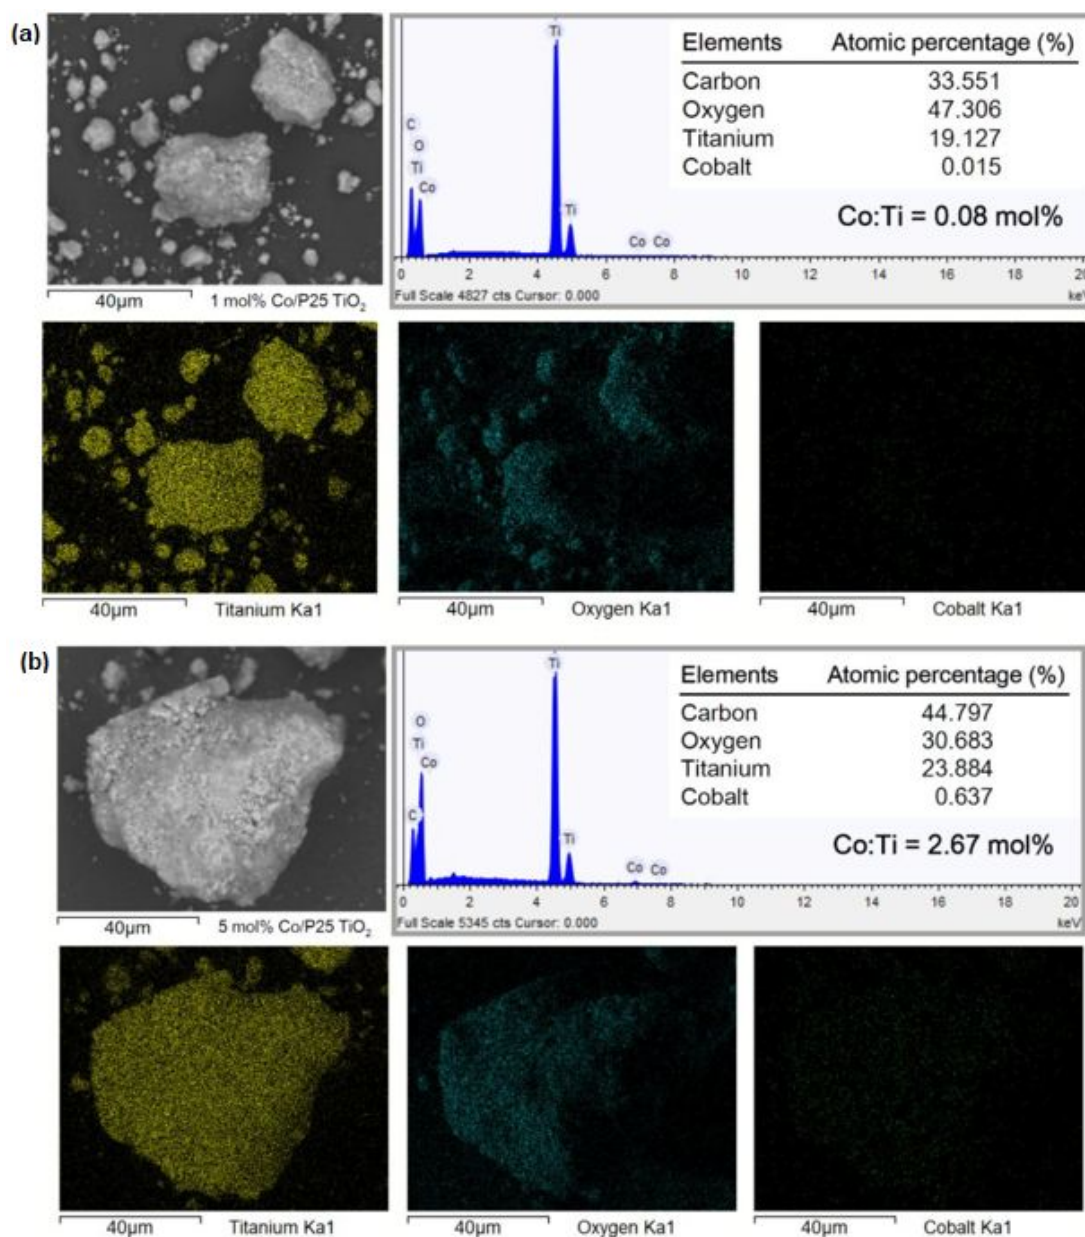 (a)
40µm
1 mol% Co/P25 TiO₂
Ti
C
O
Ti
Co
Ti
Co Co
0 2 4 6 8 10 12 14 16 18 20
Full Scale 4827 cts Cursor: 0.000
keV
Elements Atomic percentage (%)
Carbon 33.551
Oxygen 47.306
Titanium 19.127
Cobalt 0.015
Co:Ti = 0.08 mol%
40µm Titanium Ka1
40µm Oxygen Ka1
40µm Cobalt Ka1
(b)
40µm
5 mol% Co/P25 TiO₂
Ti
O
Ti
Co
C
Ti
Co Co
0 2 4 6 8 10 12 14 16 18 20
Full Scale 5345 cts Cursor: 0.000
keV
Elements Atomic percentage (%)
Carbon 44.797
Oxygen 30.683
Titanium 23.884
Cobalt 0.637
Co:Ti = 2.67 mol%
40µm Titanium Ka1
40µm Oxygen Ka1
40µm Cobalt Ka1